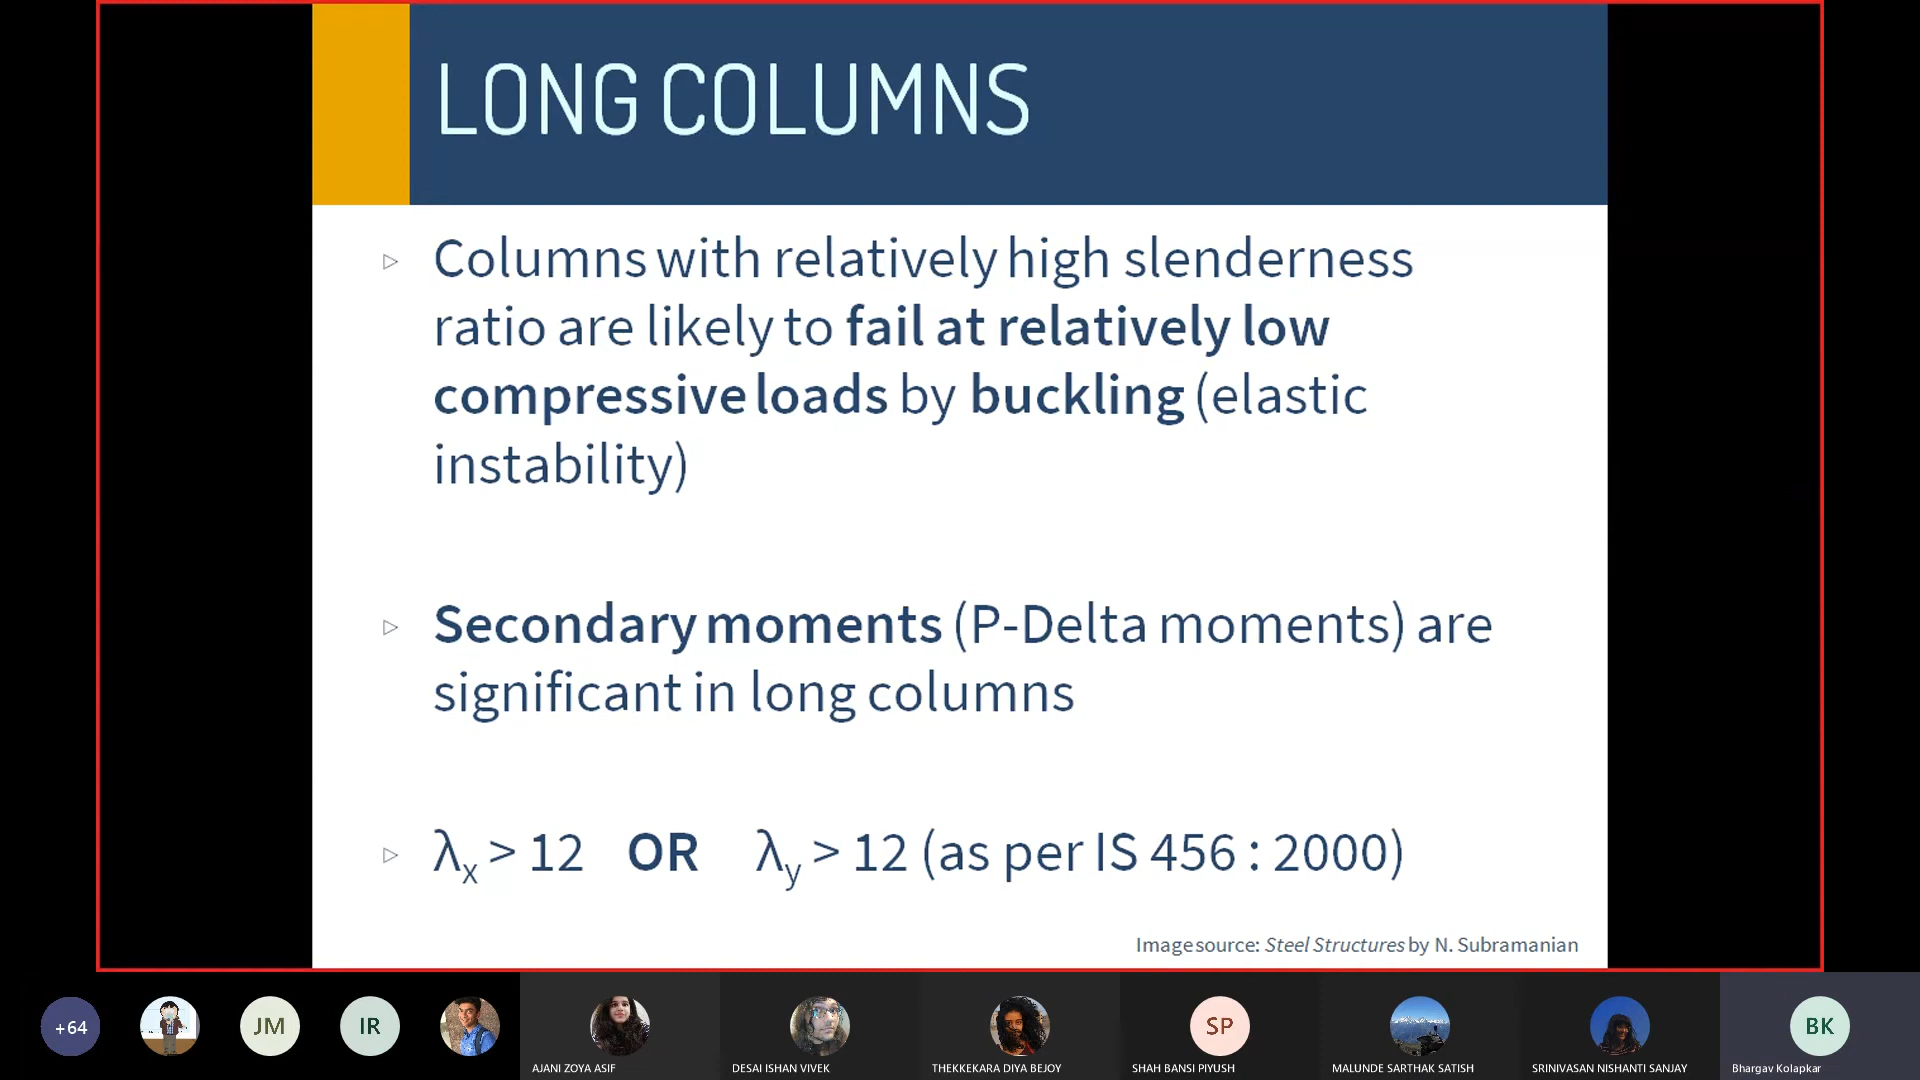 LONG COLUMNS
▷ Columns with relatively high slenderness
ratio are likely to fail at relatively low
compressive loads by buckling (elastic
instability)
▷ Secondary moments (P-Delta moments) are
significant in long columns
▷ λx > 12 OR λy > 12 (as per IS 456 : 2000)
Image source: Steel Structures by N. Subramanian
+64
JM
IR
SP
BK
AJANI ZOYA ASIF
DESAI ISHAN VIVEK
THEKKEKARA DIYA BEJOY
SHAH BANSI PIYUSH
MALUNDE SARTHAK SATISH
SRINIVASAN NISHANTI SANJAY
Bhargav Kolapkar